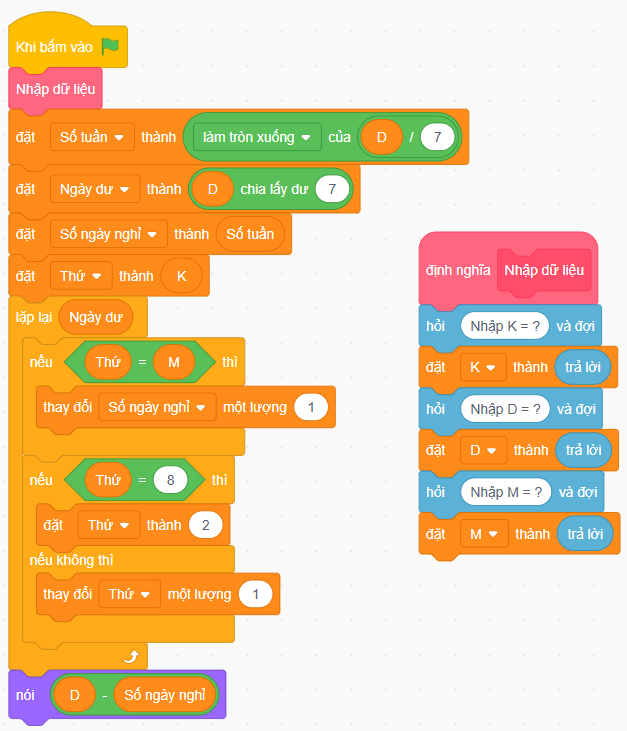 Khi bấm vào
Nhập dữ liệu
đặt Số tuần thành làm tròn xuống của D / 7
đặt Ngày dư thành D chia lấy dư 7
đặt Số ngày nghỉ thành Số tuần
đặt Thứ thành K
lặp lại Ngày dư
nếu Thứ = M thì
thay đổi Số ngày nghỉ một lượng 1
nếu Thứ = 8 thì
đặt Thứ thành 2
nếu không thì
thay đổi Thứ một lượng 1
nói D - Số ngày nghỉ
định nghĩa Nhập dữ liệu
hỏi Nhập K = ? và đợi
đặt K thành trả lời
hỏi Nhập D = ? và đợi
đặt D thành trả lời
hỏi Nhập M = ? và đợi
đặt M thành trả lời